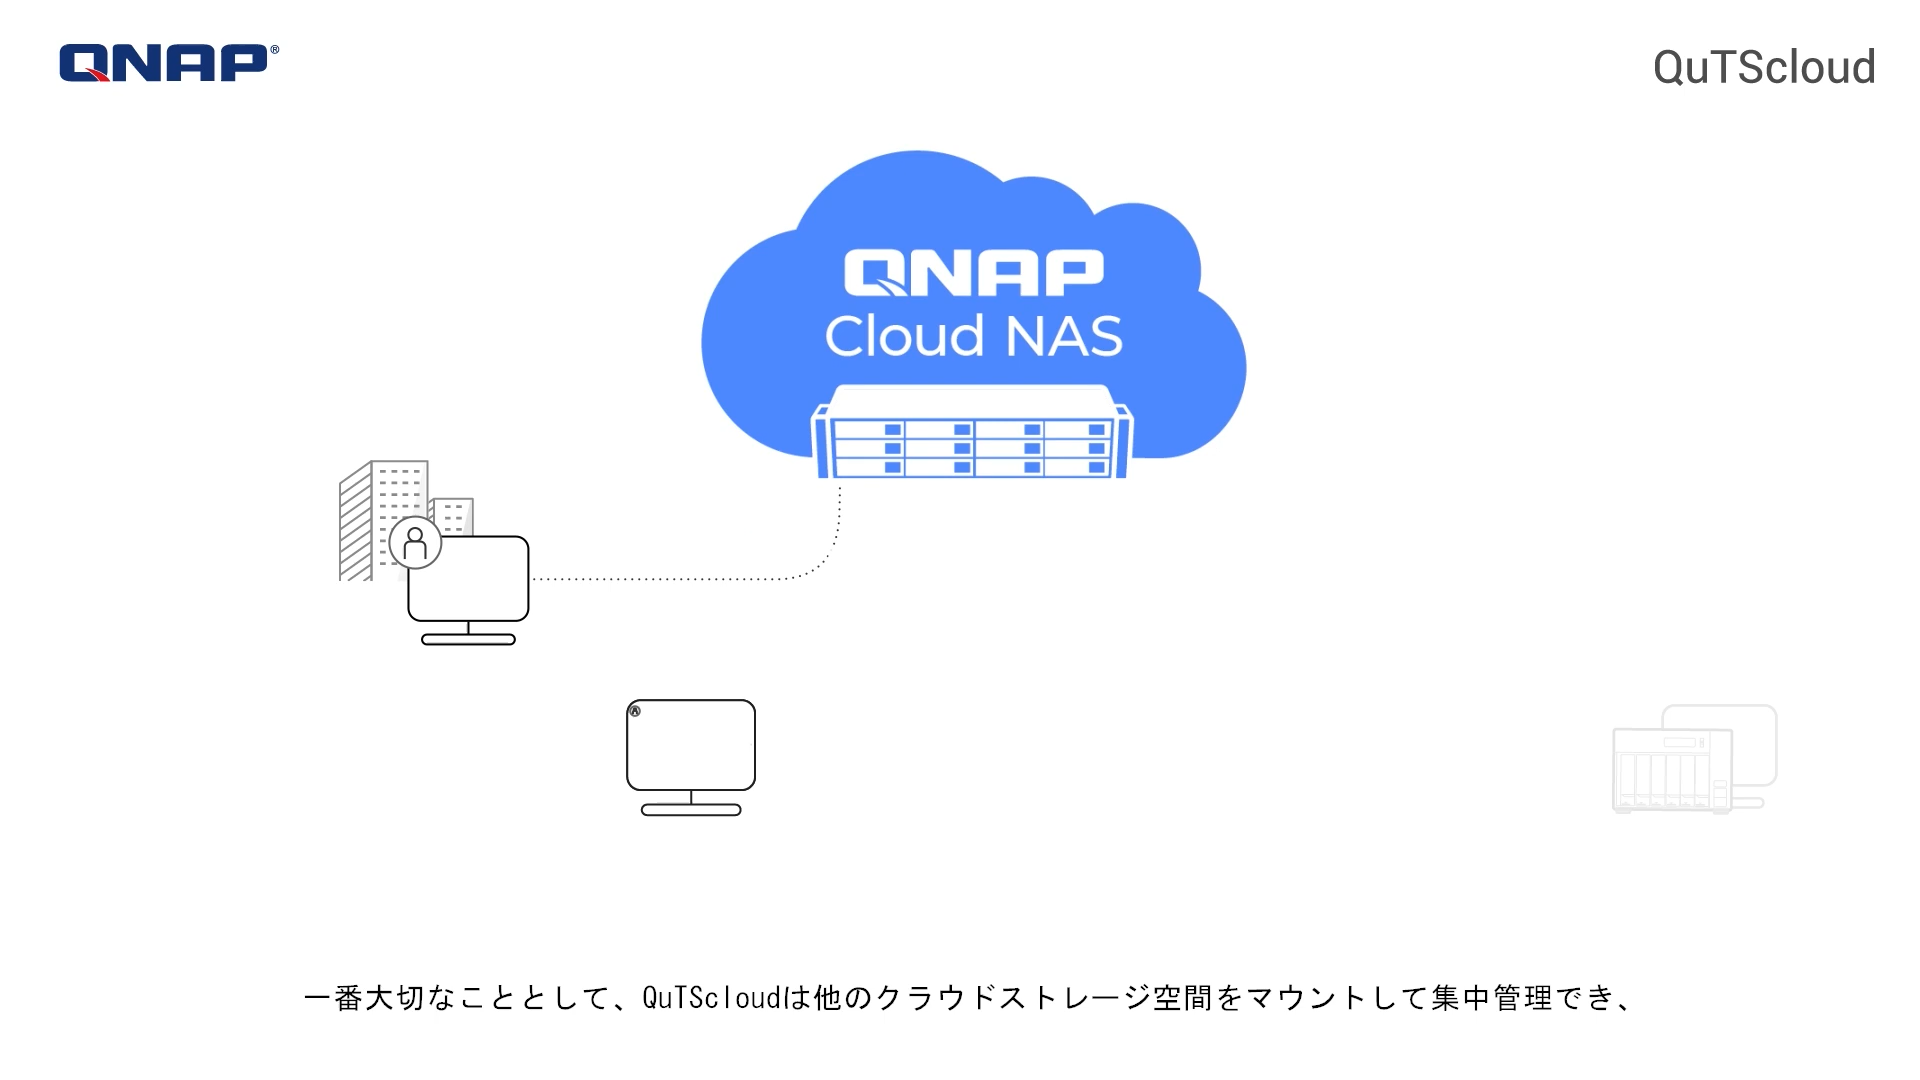 QNAP®
QuTScloud
QNAP
Cloud NAS
一番大切なこととして、QuTScloudは他のクラウドストレージ空間をマウントして集中管理でき、